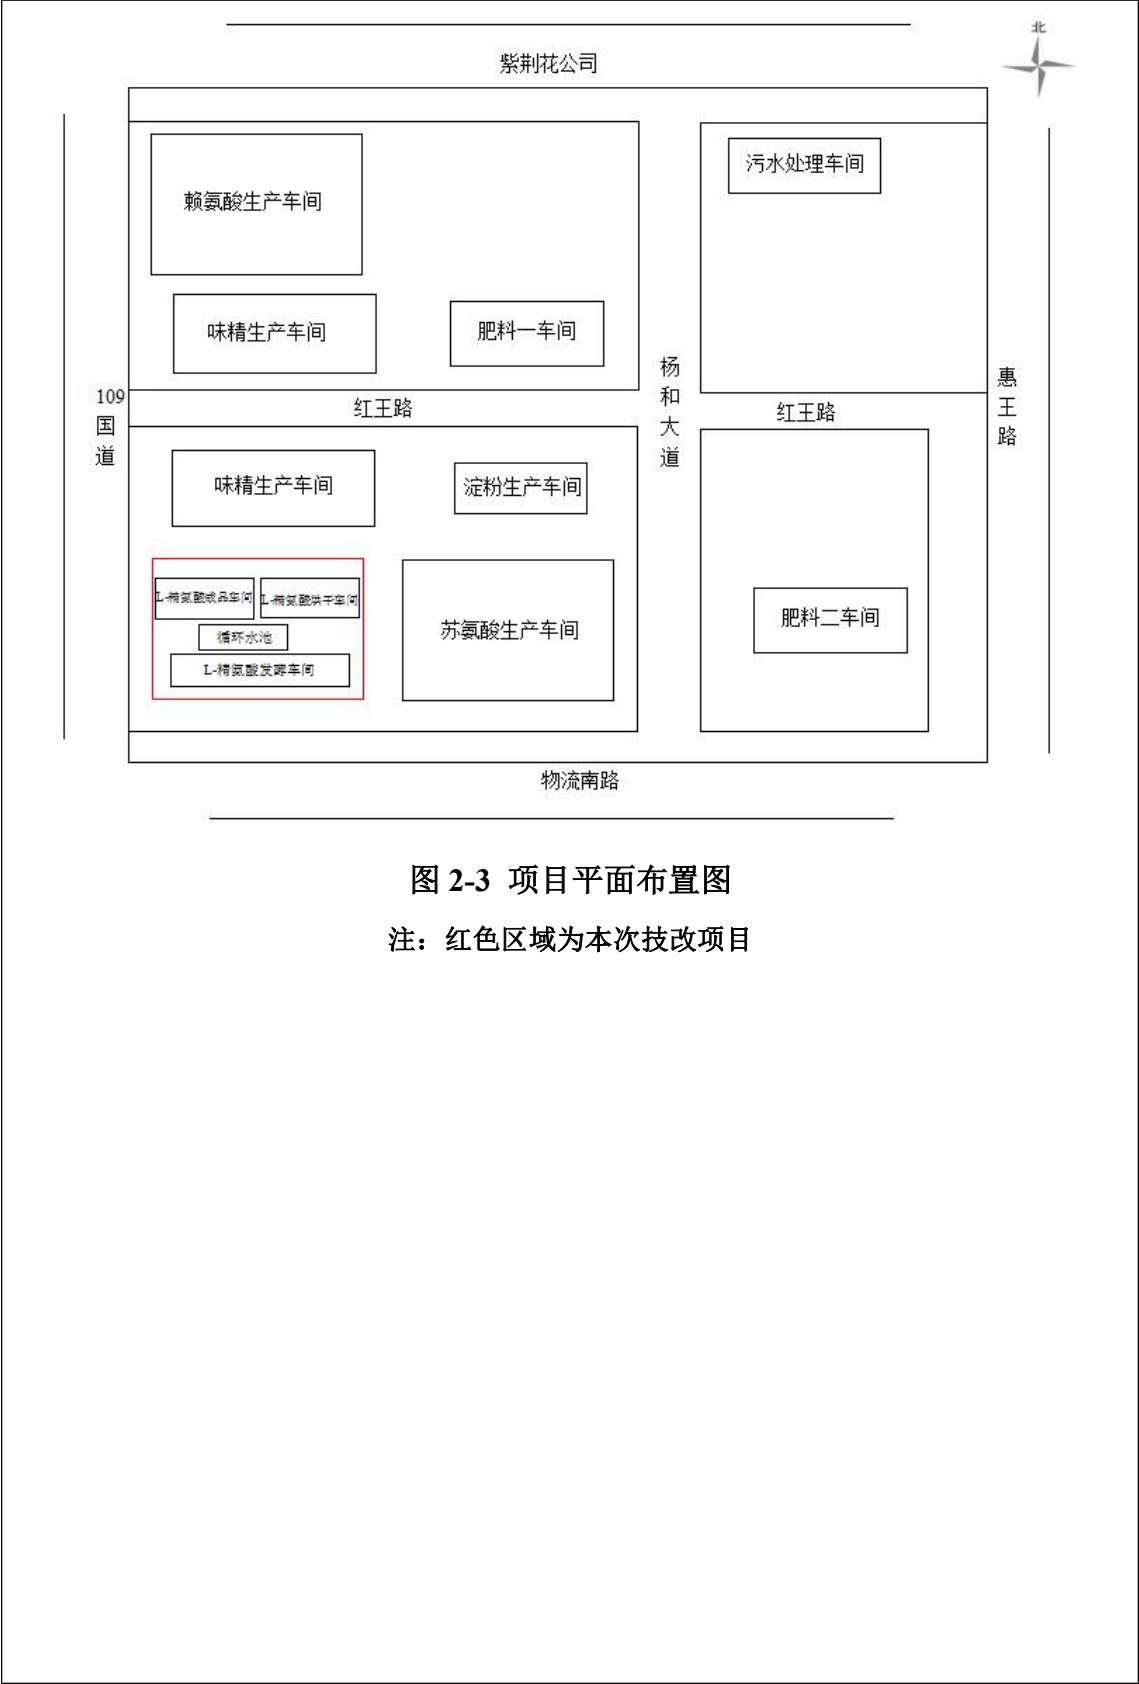 北
紫荆花公司
赖氨酸生产车间
污水处理车间
味精生产车间
肥料一车间
109
国
道
红王路
杨
和
大
道
红王路
惠
王
路
味精生产车间
淀粉生产车间
L-精氨酸成品车间
L-精氨酸烘干车间
循环水池
L-精氨酸发酵车间
苏氨酸生产车间
肥料二车间
物流南路
图 2-3 项目平面布置图
注：红色区域为本次技改项目